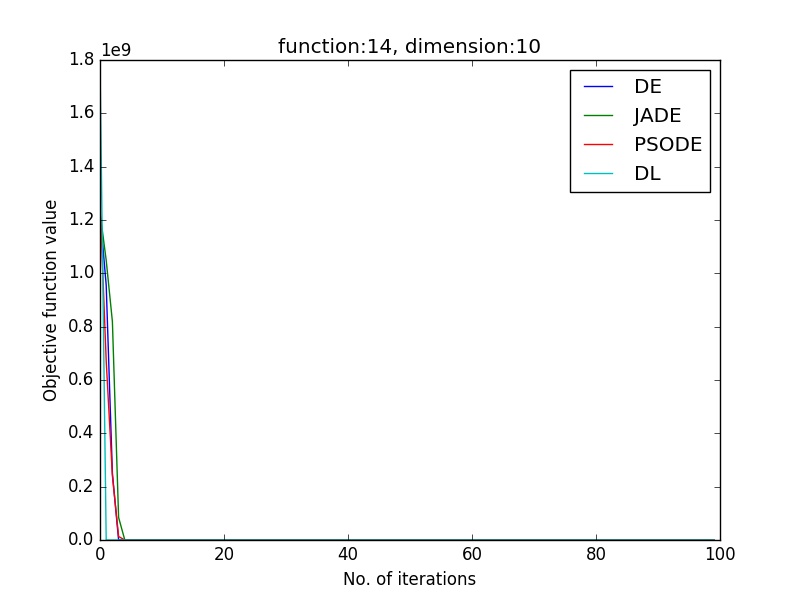 function:14, dimension:10
1e9
1.8
1.6
1.4
1.2
1.0
0.8
0.6
0.4
0.2
0.0
Objective function value
0 20 40 60 80 100
No. of iterations
DE
JADE
PSODE
DL